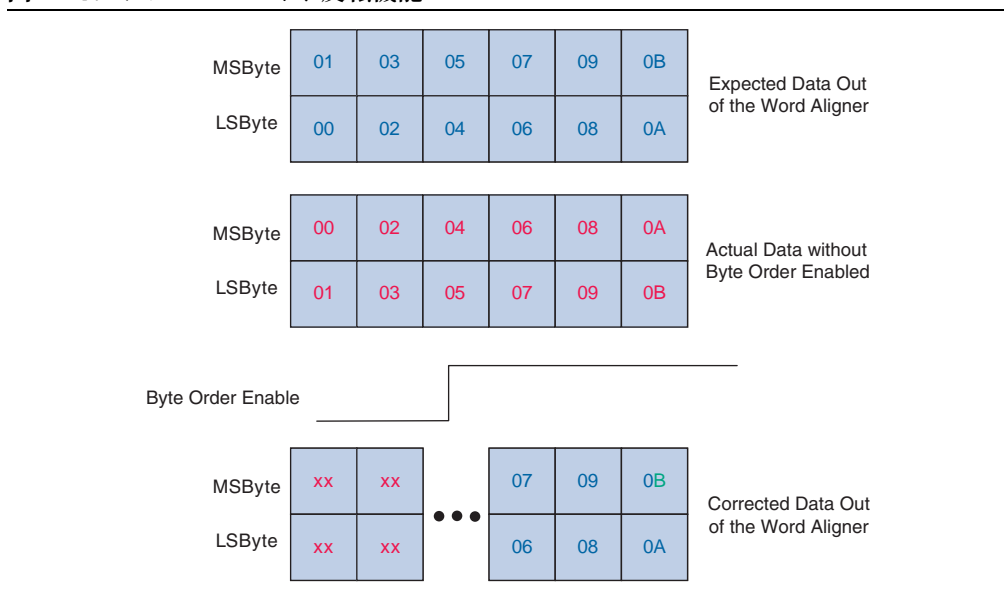 MSByte 01 03 05 07 09 0B
LSByte 00 02 04 06 08 0A
Expected Data Out
of the Word Aligner
MSByte 00 02 04 06 08 0A
LSByte 01 03 05 07 09 0B
Actual Data without
Byte Order Enabled
Byte Order Enable
MSByte xx xx 07 09 0B
LSByte xx xx 06 08 0A
Corrected Data Out
of the Word Aligner